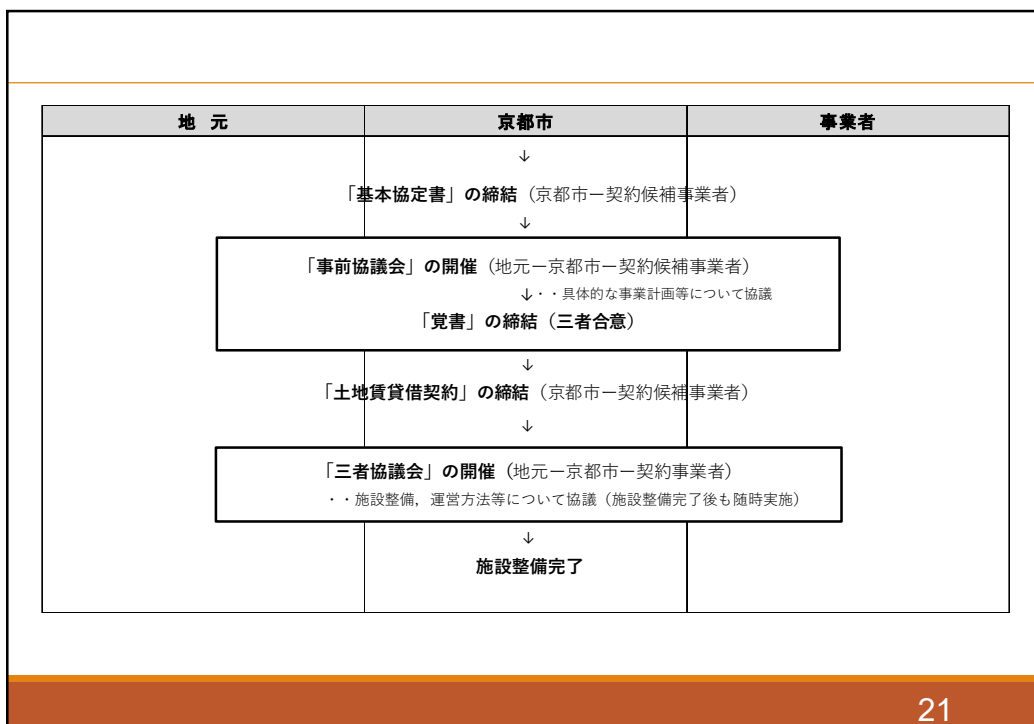 地 元 京都市 事業者
↓
「基本協定書」の締結（京都市ー契約候補事業者）
↓
「事前協議会」の開催（地元ー京都市ー契約候補事業者）
↓・・具体的な事業計画等について協議
「覚書」の締結（三者合意）
↓
「土地賃貸借契約」の締結（京都市ー契約候補事業者）
↓
「三者協議会」の開催（地元ー京都市ー契約事業者）
・・施設整備，運営方法等について協議（施設整備完了後も随時実施）
↓
施設整備完了
21